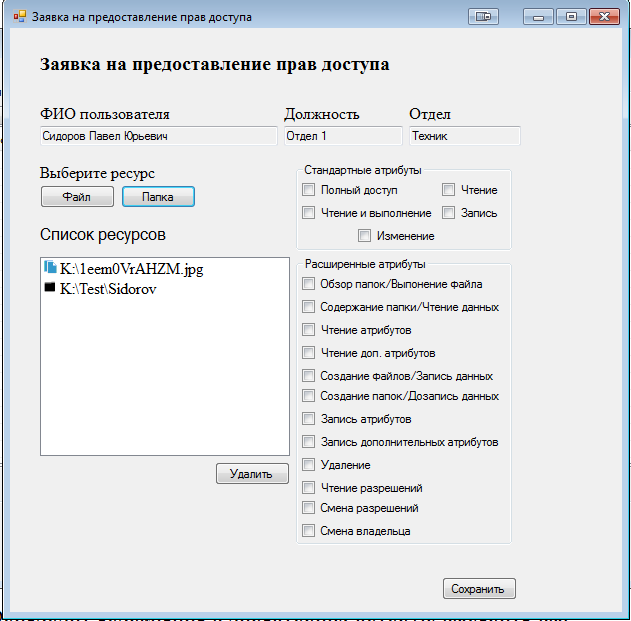 Заявка на предоставление прав доступа
Заявка на предоставление прав доступа
ФИО пользователя Должность Отдел
Сидоров Павел Юрьевич Отдел 1 Техник
Выберите ресурс
Файл Папка
Список ресурсов
K:\1eem0VrAHZM.jpg
K:\Test\Sidorov
Удалить
Стандартные атрибуты
Полный доступ Чтение
Чтение и выполнение Запись
Изменение
Расширенные атрибуты
Обзор папок/Выпонение файла
Содержание папки/Чтение данных
Чтение атрибутов
Чтение доп. атрибутов
Создание файлов/Запись данных
Создание папок/Дозапись данных
Запись атрибутов
Запись дополнительных атрибутов
Удаление
Чтение разрешений
Смена разрешений
Смена владельца
Сохранить